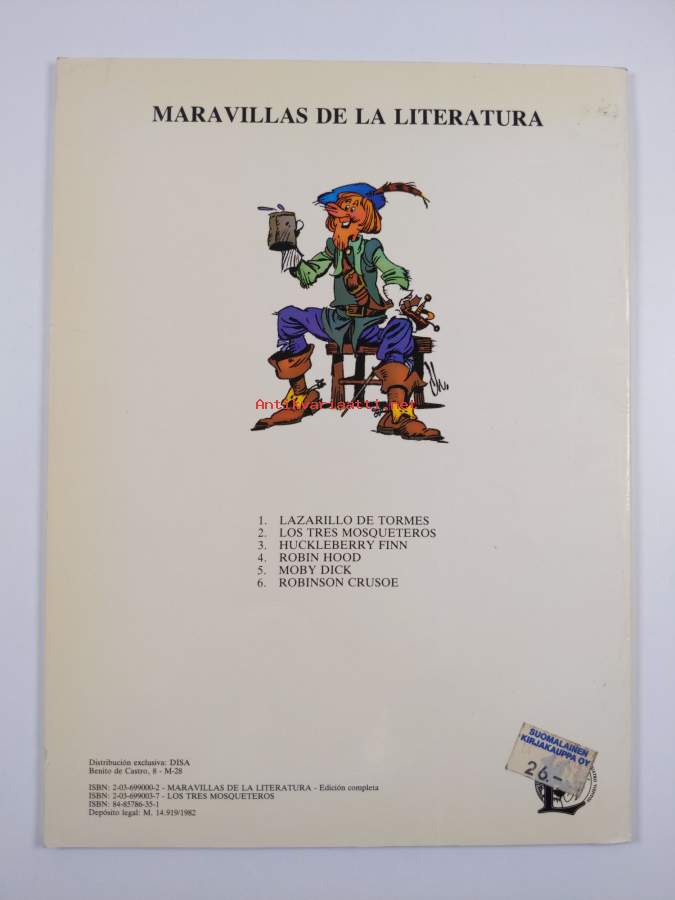 MARAVILLAS DE LA LITERATURA
Antikvariaatti.net
1. LAZARILLO DE TORMES
2. LOS TRES MOSQUETEROS
3. HUCKLEBERRY FINN
4. ROBIN HOOD
5. MOBY DICK
6. ROBINSON CRUSOE
SUOMALAINEN
KIRJAKAUPPA OY
26.-
Distribución exclusiva: DISA
Benito de Castro, 8 - M-28
ISBN: 2-03-699000-2 - MARAVILLAS DE LA LITERATURA - Edición completa
ISBN: 2-03-699003-7 - LOS TRES MOSQUETEROS
ISBN: 84-85786-35-1
Depósito legal: M. 14.919/1982